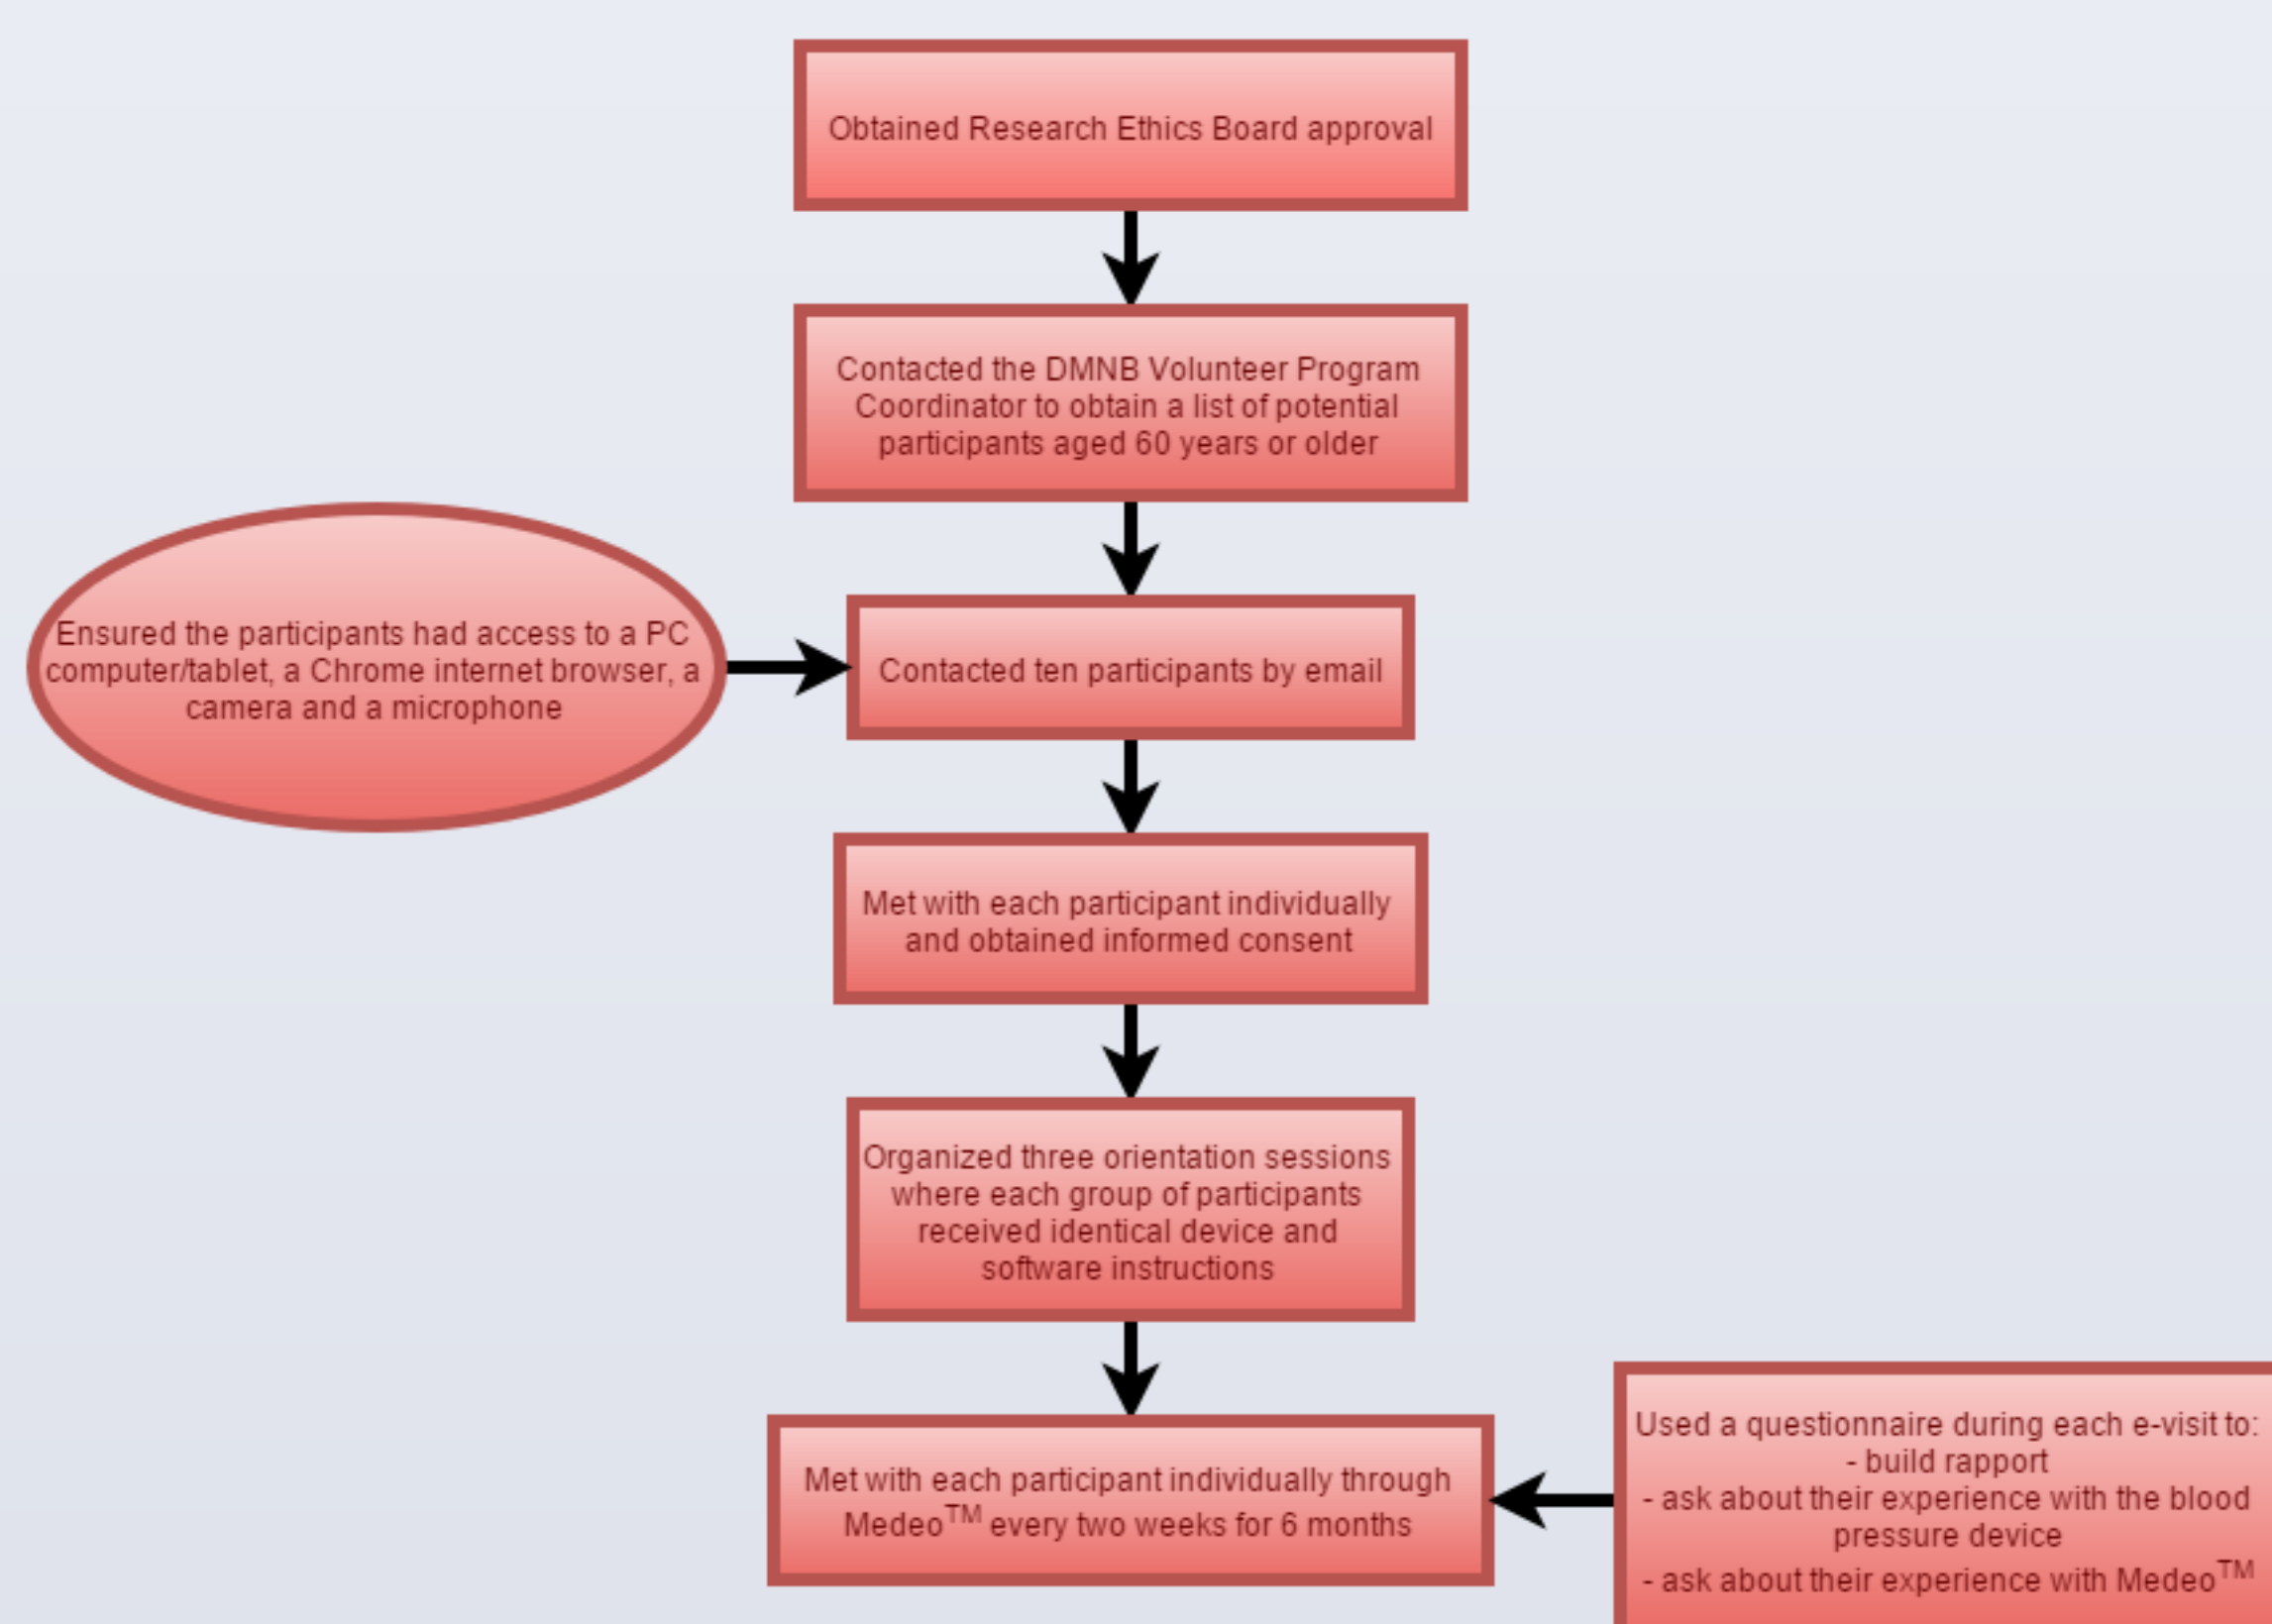 Obtained Research Ethics Board approval
Contacted the DMNB Volunteer Program
Coordinator to obtain a list of potential
participants aged 60 years or older
Ensured the participants had access to a PC
computer/tablet, a Chrome internet browser, a
camera and a microphone
Contacted ten participants by email
Met with each participant individually
and obtained informed consent
Organized three orientation sessions
where each group of participants
received identical device and
software instructions
Met with each participant individually through
Medeo™ every two weeks for 6 months
Used a questionnaire during each e-visit to:
- build rapport
- ask about their experience with the blood
pressure device
- ask about their experience with Medeo™